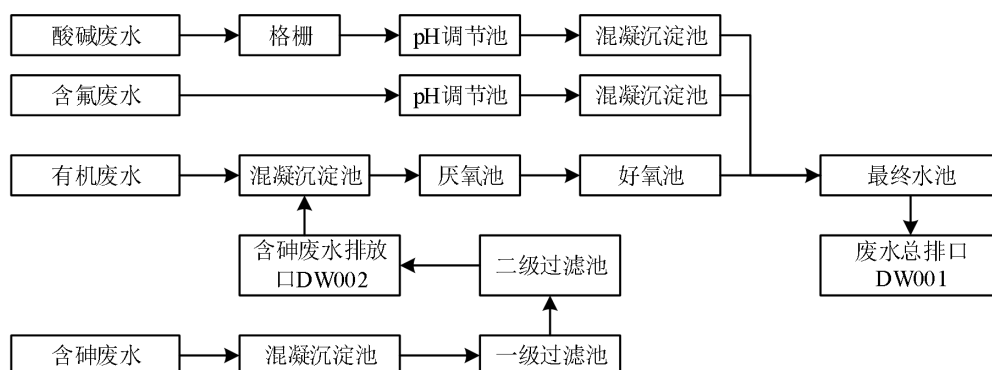 酸碱废水
格栅
pH调节池
混凝沉淀池
含氟废水
pH调节池
混凝沉淀池
有机废水
混凝沉淀池
厌氧池
好氧池
最终水池
含砷废水排放
口DW002
二级过滤池
废水总排口
DW001
含砷废水
混凝沉淀池
一级过滤池